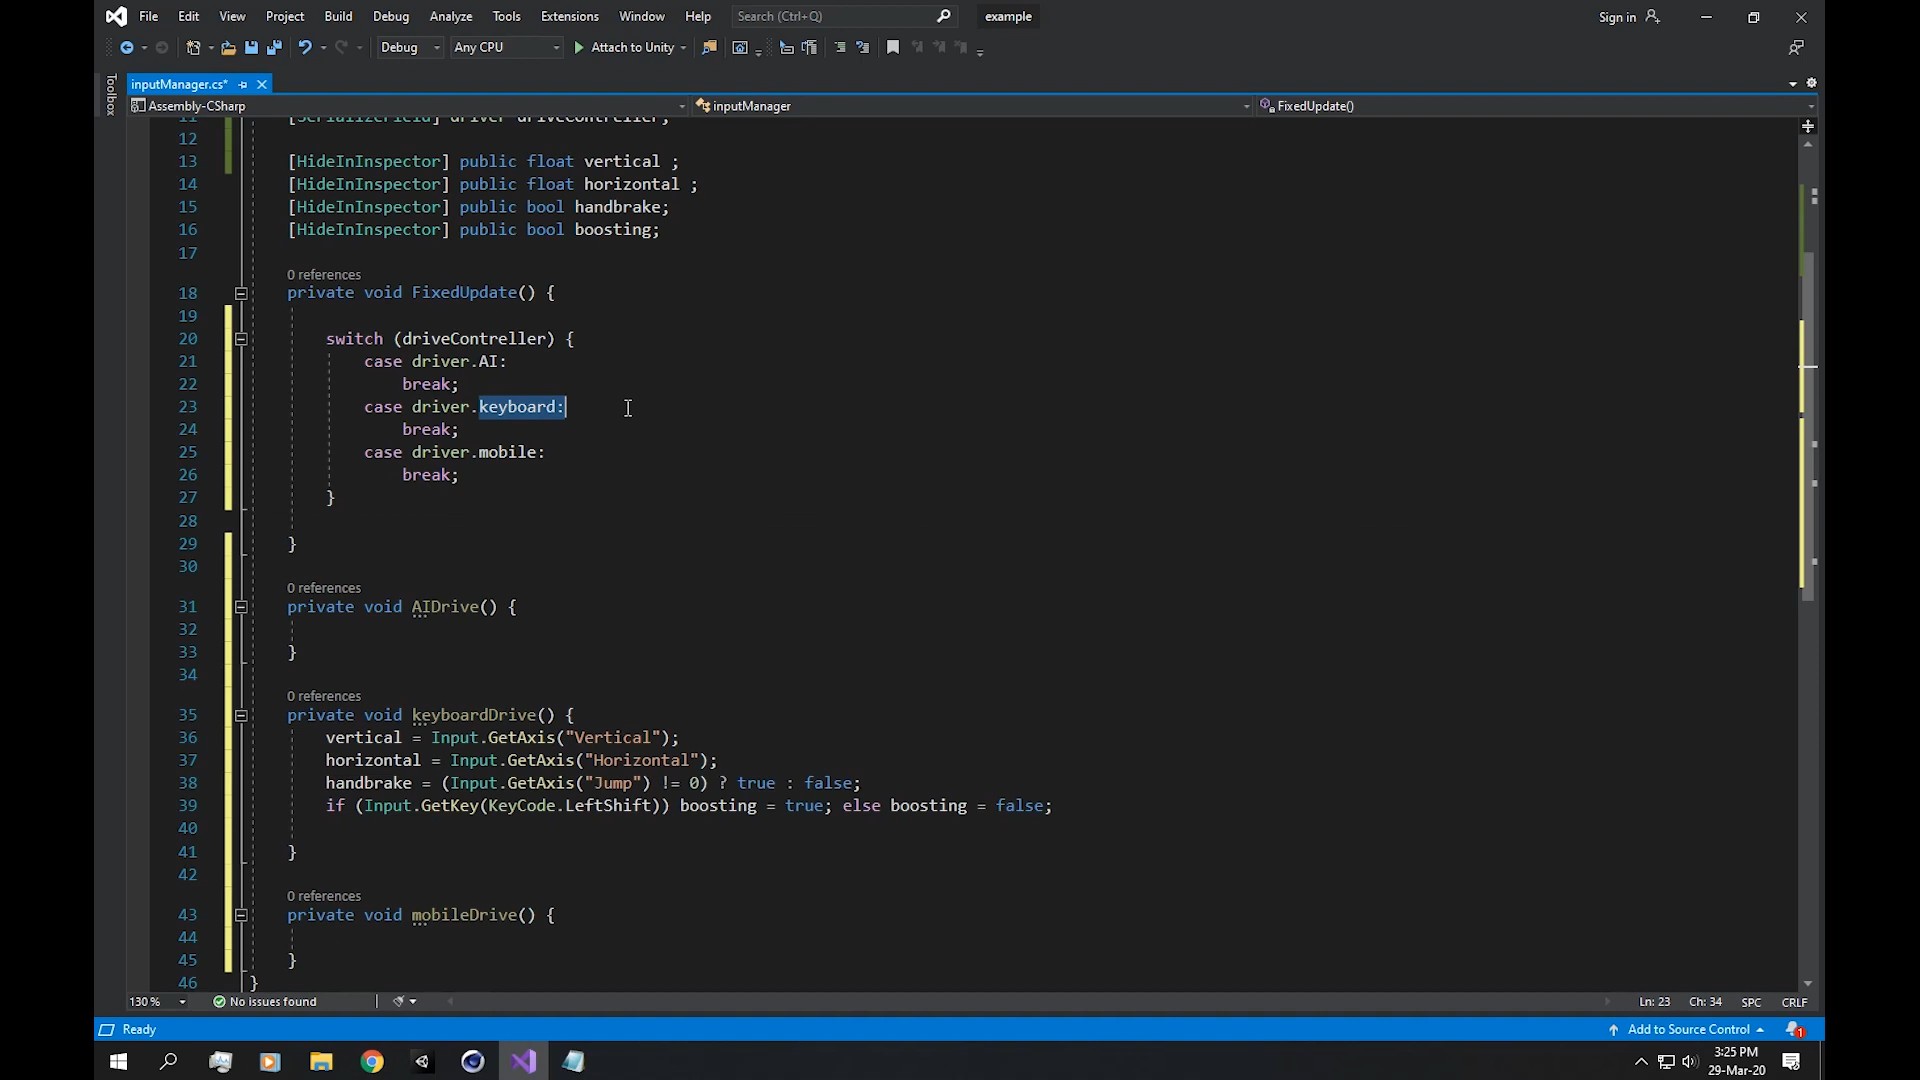 File Edit View Project Build Debug Analyze Tools Extensions Window Help Search (Ctrl+Q) example Sign in
Debug Any CPU Attach to Unity
Toolbox
inputManager.cs*
Assembly-CSharp inputManager FixedUpdate()
11 [SerializeField] driver driveController;
12
13 [HideInInspector] public float vertical ;
14 [HideInInspector] public float horizontal ;
15 [HideInInspector] public bool handbrake;
16 [HideInInspector] public bool boosting;
17
0 references
18 private void FixedUpdate() {
19
20 switch (driveContreller) {
21 case driver.AI:
22 break;
23 case driver.keyboard:
24 break;
25 case driver.mobile:
26 break;
27 }
28
29 }
30
0 references
31 private void AIDrive() {
32
33 }
34
0 references
35 private void keyboardDrive() {
36 vertical = Input.GetAxis("Vertical");
37 horizontal = Input.GetAxis("Horizontal");
38 handbrake = (Input.GetAxis("Jump") != 0) ? true : false;
39 if (Input.GetKey(KeyCode.LeftShift)) boosting = true; else boosting = false;
40
41 }
42
0 references
43 private void mobileDrive() {
44
45 }
46 }
130 % No issues found Ln: 23 Ch: 34 SPC CRLF
Ready Add to Source Control 1
3:25 PM
29-Mar-20